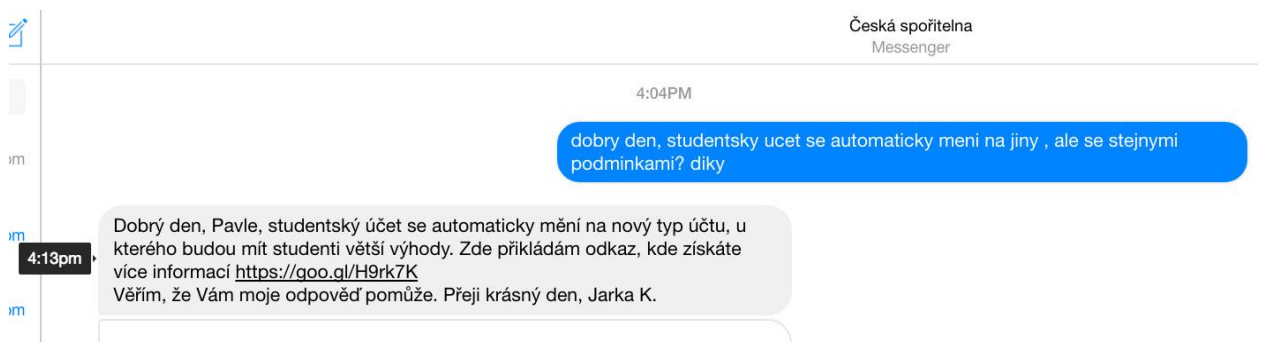 Česká spořitelna
Messenger
4:04PM
dobry den, studentsky ucet se automaticky meni na jiny , ale se stejnymi
podminkami? diky
pm
Dobrý den, Pavle, studentský účet se automaticky mění na nový typ účtu, u
pm
kterého budou mít studenti větší výhody. Zde přikládám odkaz, kde získáte
4:13pm
více informací https://goo.gl/H9rk7K
Věřím, že Vám moje odpověď pomůže. Přeji krásný den, Jarka K.
pm